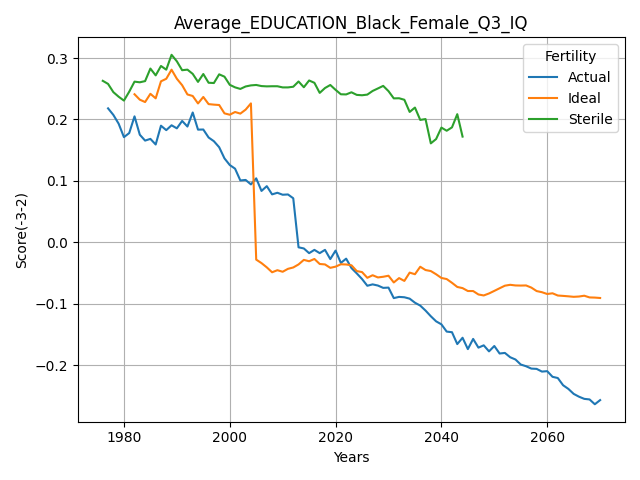 Average_EDUCATION_Black_Female_Q3_IQ
Fertility
Actual
Ideal
Sterile
Score(-3-2)
0.3
0.2
0.1
0.0
−0.1
−0.2
1980 2000 2020 2040 2060
Years